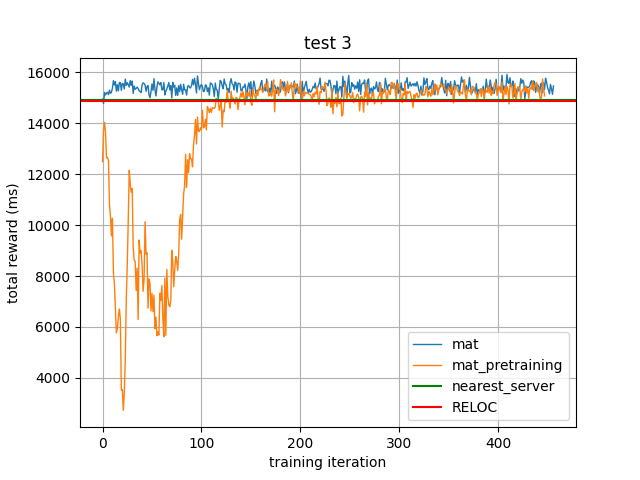 test 3
total reward (ms)
16000
14000
12000
10000
8000
6000
4000
0 100 200 300 400
training iteration
mat
mat_pretraining
nearest_server
RELOC